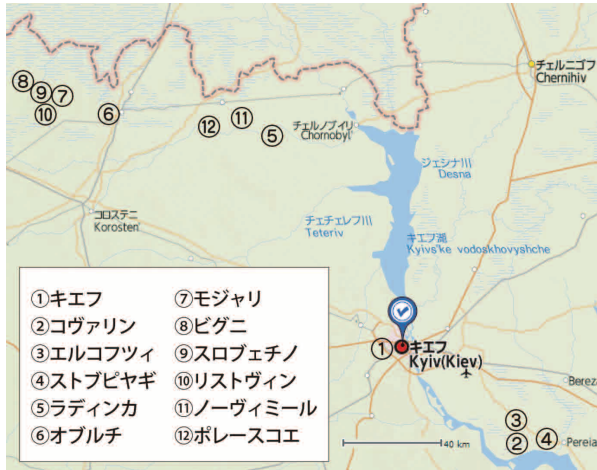 ⑧
⑨
⑦
⑩
⑥
⑫
⑪
⑤
チェルノブイリ
Chornobyl'
チェルニゴフ
Chernihiv
ジェシナ川
Desna
コロステニ
Korosten
チェチェレフ川
Teteriv
キエフ湖
Kyivs'ke vodoskhovyshche
①
キエフ
Kyiv(Kiev)
Bereza
③
②
④
Pereia
40 km
①キエフ
②コヴァリン
③エルコフツィ
④ストブピヤギ
⑤ラディンカ
⑥オブルチ
⑦モジャリ
⑧ビグニ
⑨スロブェチノ
⑩リストヴィン
⑪ノーヴィミール
⑫ポレースコエ